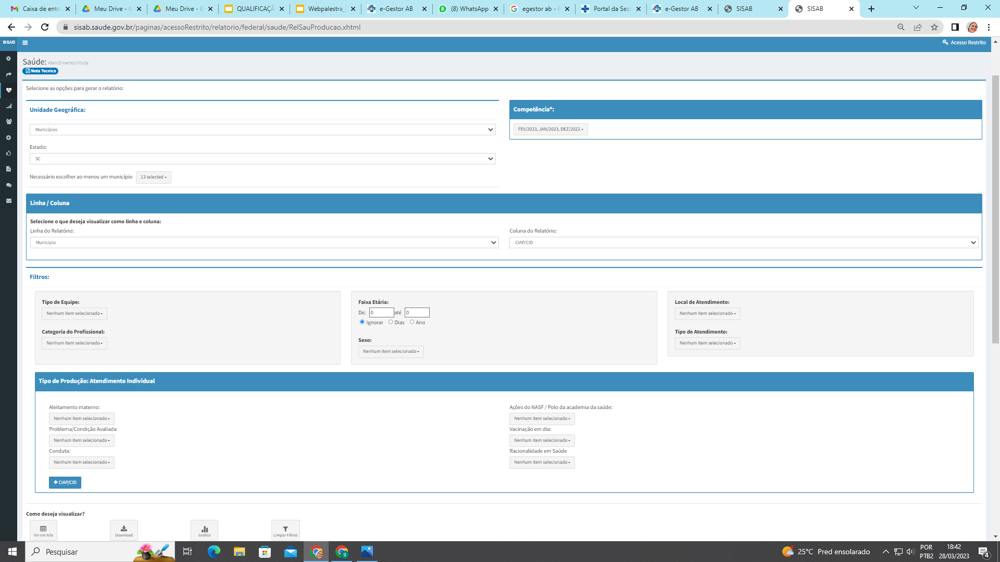 Caixa de entra
Meu Drive - G
Meu Drive - G
QUALIFICAÇÃ
Webpalestra_
e-Gestor AB
(8) WhatsApp
egestor ab - P
Portal da Secr
e-Gestor AB
SISAB
SISAB
sisab.saude.gov.br/paginas/acessoRestrito/relatorio/federal/saude/RelSauProducao.xhtml
SISAB
Acesso Restrito
Saúde: Atendimento/Visita
Nota Tecnica
Selecione as opções para gerar o relatório:
Unidade Geográfica:
Competência*:
Municípios
FEV/2023, JAN/2023, DEZ/2022
Estado:
SC
Necessário escolher ao menos um município 13 selected
Linha / Coluna
Selecione o que deseja visualizar como linha e coluna:
Linha do Relatório:
Coluna do Relatório:
Municipio
CIAP/CID
Filtros:
Tipo de Equipe:
Nenhum item selecionado
Categoria do Profissional:
Nenhum item selecionado
Faixa Etária:
De: 0 até 0
Ignorar Dias Ano
Sexo:
Nenhum item selecionado
Local de Atendimento:
Nenhum item selecionado
Tipo de Atendimento:
Nenhum item selecionado
Tipo de Produção: Atendimento Individual
Aleitamento materno:
Nenhum item selecionado
Problema/Condição Avaliada
Nenhum item selecionado
Conduta:
Nenhum item selecionado
CIAP/CID
Ações do NASF / Polo da academia da saúde:
Nenhum item selecionado
Vacinação em dia:
Nenhum item selecionado
Racionalidade em Saúde
Nenhum item selecionado
Como deseja visualizar?
Ver em tela
Download
Grafico
Limpar Filtros
Pesquisar
25°C Pred ensolarado
POR
PTB2
18:42
28/03/2023
4